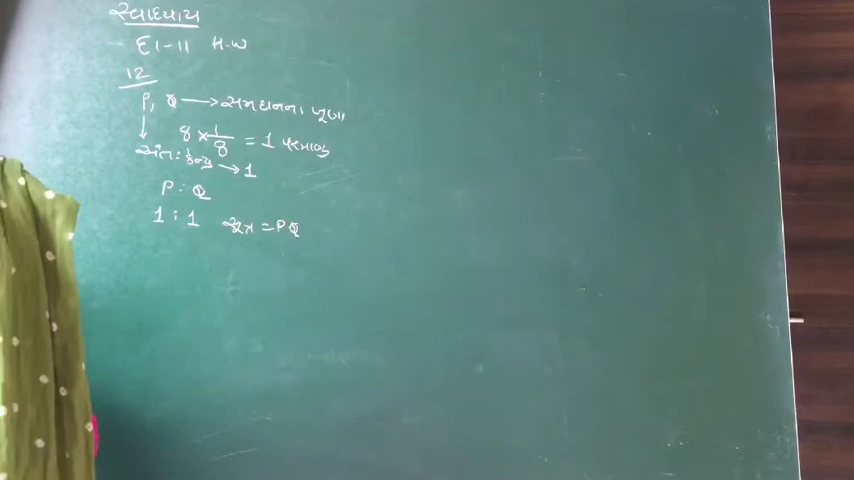 સ્વાધ્યાય
દા-11 H.W
12
P, Q → સમઘનના ખૂણા
↓ 8 × 1/8 = 1 પરમાણુ
અંતઃકેન્દ્ર → 1
P : Q
1 : 1 સૂત્ર = PQ